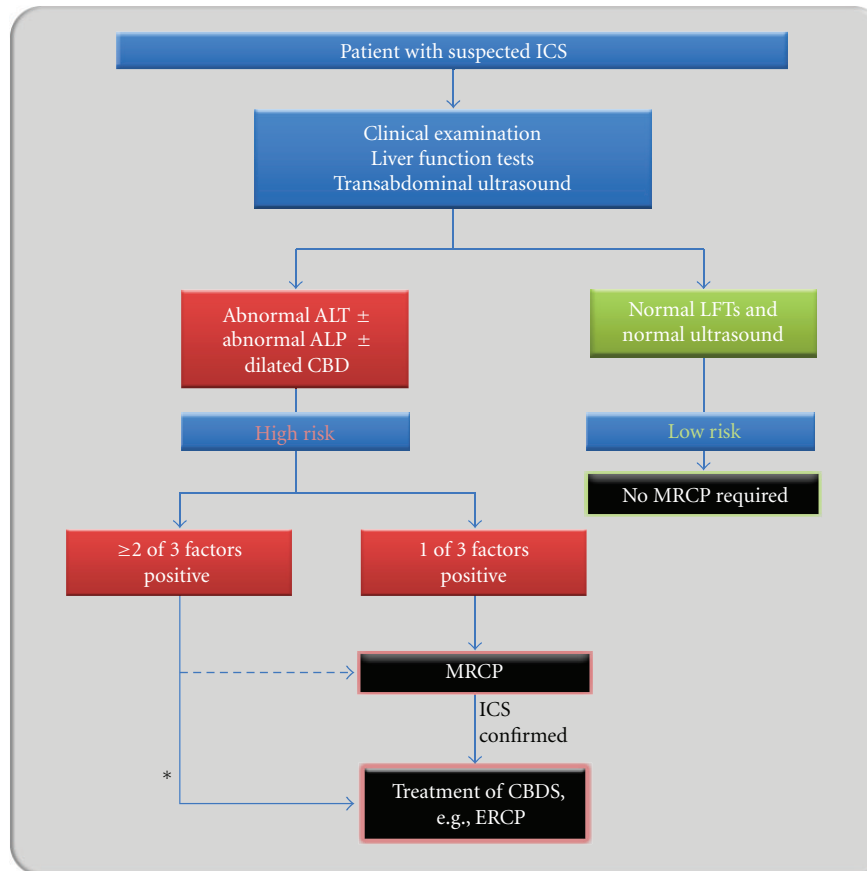 Patient with suspected ICS
Clinical examination
Liver function tests
Transabdominal ultrasound
Abnormal ALT ±
abnormal ALP ±
dilated CBD
Normal LFTs and
normal ultrasound
High risk
Low risk
No MRCP required
≥2 of 3 factors
positive
1 of 3 factors
positive
MRCP
ICS
confirmed
*
Treatment of CBDS,
e.g., ERCP